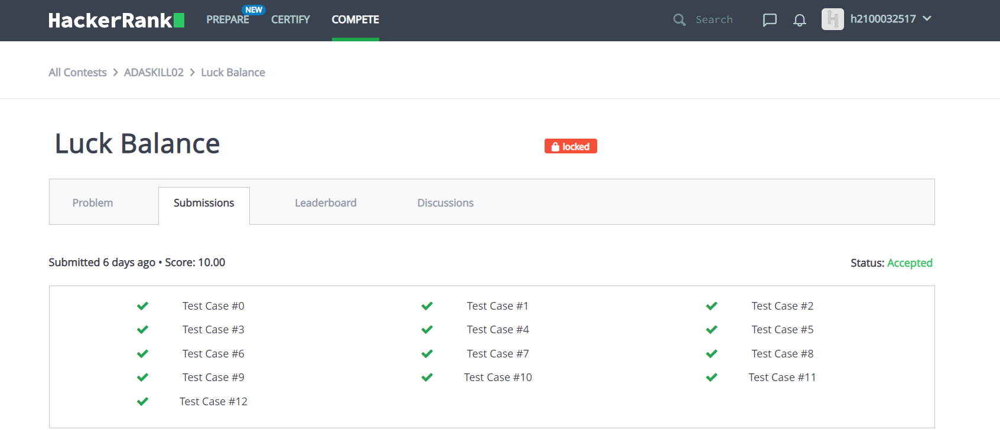 HackerRank PREPARE NEW CERTIFY COMPETE Search h2100032517
All Contests > ADASKILL02 > Luck Balance
Luck Balance locked
Problem Submissions Leaderboard Discussions
Submitted 6 days ago • Score: 10.00 Status: Accepted
Test Case #0 Test Case #1 Test Case #2
Test Case #3 Test Case #4 Test Case #5
Test Case #6 Test Case #7 Test Case #8
Test Case #9 Test Case #10 Test Case #11
Test Case #12